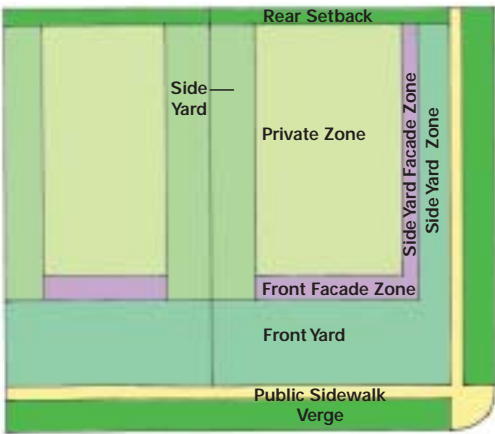 Rear Setback
Side
Yard
Private Zone
Side Yard Facade Zone
Side Yard Zone
Front Facade Zone
Front Yard
Public Sidewalk
Verge